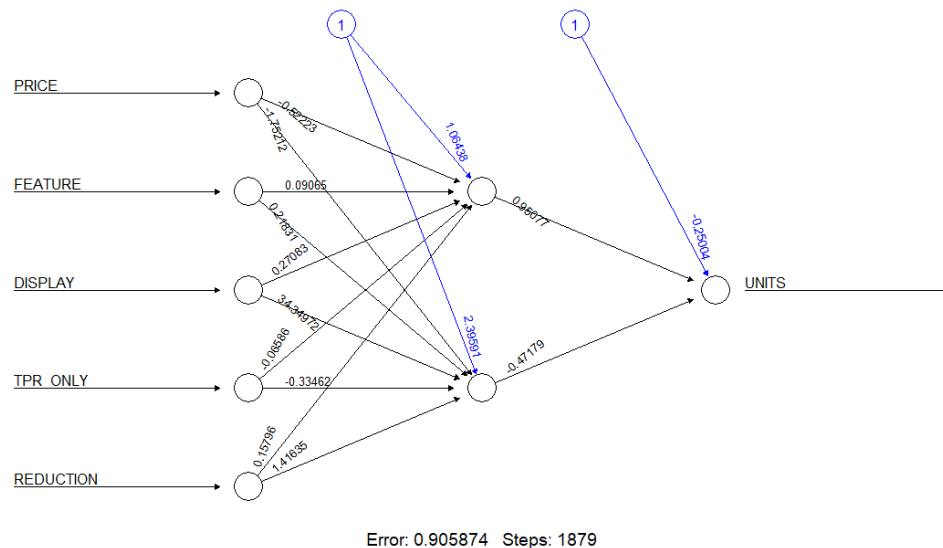 1
1
PRICE
-0.52223
-1.75212
1.06438
FEATURE
0.09065
0.21831
0.95077
-0.25004
DISPLAY
0.27083
34.34972
UNITS
2.39591
-0.06586
TPR_ONLY
-0.33462
-0.47179
0.15796
1.41635
REDUCTION
Error: 0.905874 Steps: 1879